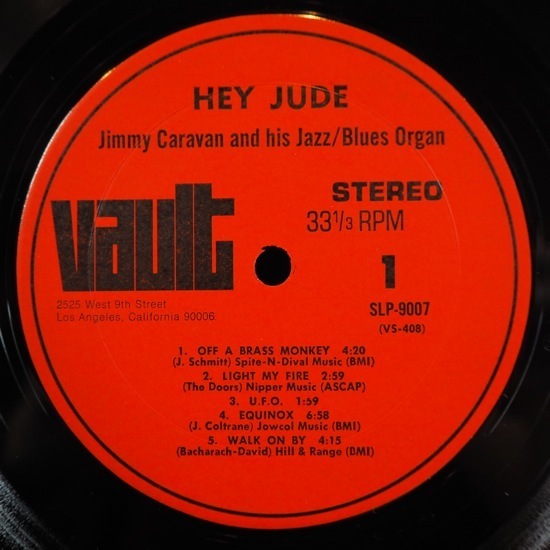 HEY JUDE
Jimmy Caravan and his Jazz/Blues Organ
vault
STEREO
33 1/3 RPM
1
2525 West 9th Street
Los Angeles, California 90006
SLP-9007
(VS-408)
1. OFF A BRASS MONKEY 4:20
(J. Schmitt) Spite-N-Dival Music (BMI)
2. LIGHT MY FIRE 2:59
(The Doors) Nipper Music (ASCAP)
3. U.F.O. 1:59
4. EQUINOX 6:58
(J. Coltrane) Jowcol Music (BMI)
5. WALK ON BY 4:15
(Bacharach-David) Hill & Range (BMI)